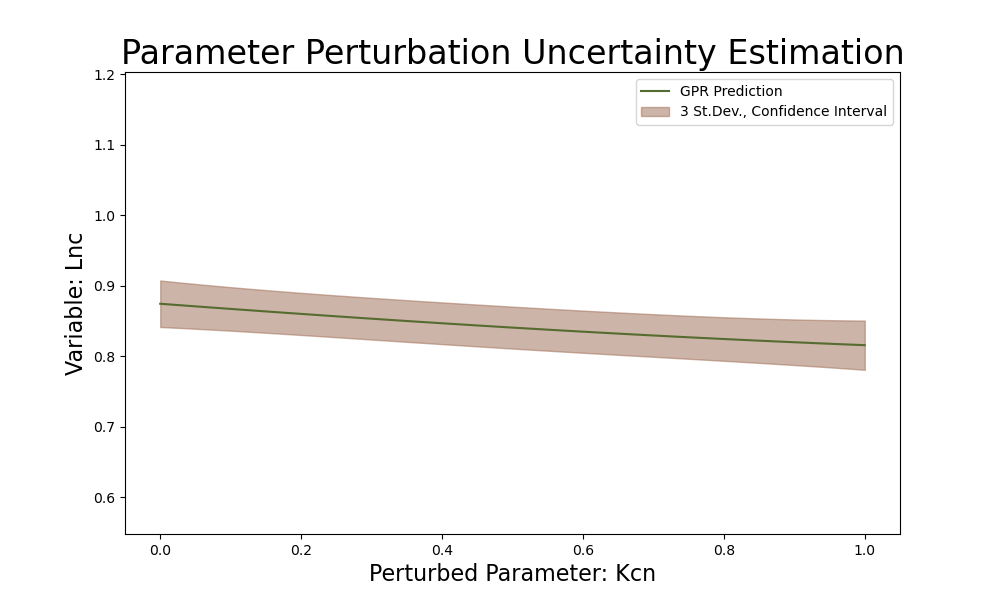 Parameter Perturbation Uncertainty Estimation
GPR Prediction
3 St.Dev., Confidence Interval
Variable: Lnc
1.2
1.1
1.0
0.9
0.8
0.7
0.6
0.0 0.2 0.4 0.6 0.8 1.0
Perturbed Parameter: Kcn